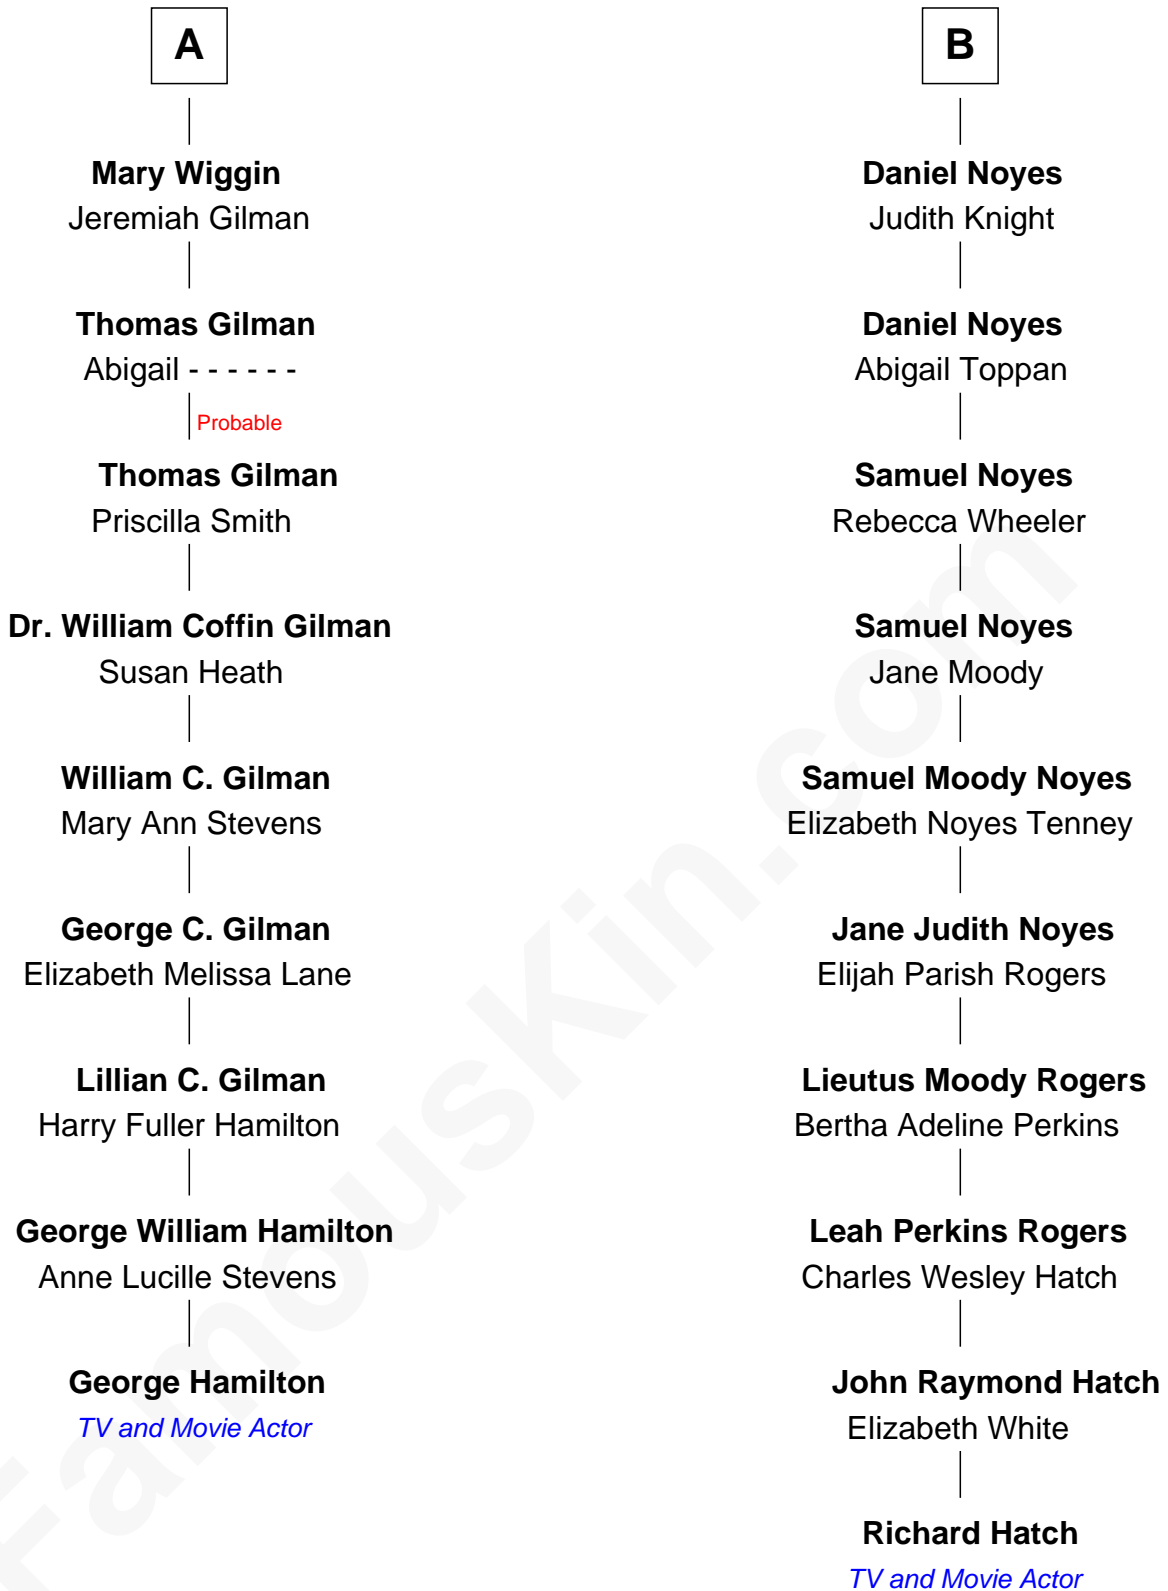 A
Mary Wiggin
Jeremiah Gilman
Thomas Gilman
Abigail - - - - - -
Probable
Thomas Gilman
Priscilla Smith
Dr. William Coffin Gilman
Susan Heath
William C. Gilman
Mary Ann Stevens
George C. Gilman
Elizabeth Melissa Lane
Lillian C. Gilman
Harry Fuller Hamilton
George William Hamilton
Anne Lucille Stevens
George Hamilton
TV and Movie Actor
B
Daniel Noyes
Judith Knight
Daniel Noyes
Abigail Toppan
Samuel Noyes
Rebecca Wheeler
Samuel Noyes
Jane Moody
Samuel Moody Noyes
Elizabeth Noyes Tenney
Jane Judith Noyes
Elijah Parish Rogers
Lieutus Moody Rogers
Bertha Adeline Perkins
Leah Perkins Rogers
Charles Wesley Hatch
John Raymond Hatch
Elizabeth White
Richard Hatch
TV and Movie Actor
FamousKin.com